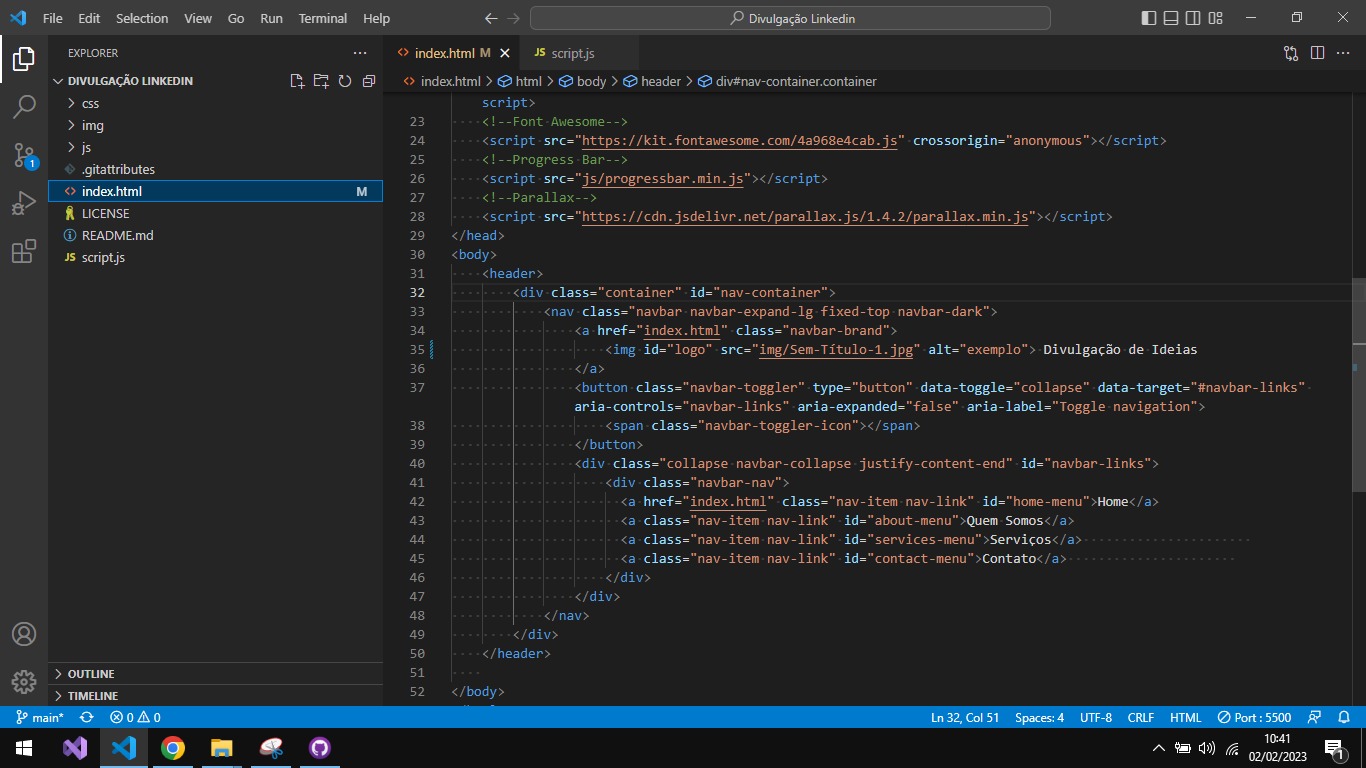 File Edit Selection View Go Run Terminal Help
Divulgação Linkedin
EXPLORER
DIVULGAÇÃO LINKEDIN
css
img
js
.gitattributes
index.html M
LICENSE
README.md
JS script.js
OUTLINE
TIMELINE
1
index.html M
JS script.js
index.html > html > body > header > div#nav-container.container
script>
23 <!--Font Awesome-->
24 <script src="https://kit.fontawesome.com/4a968e4cab.js" crossorigin="anonymous"></script>
25 <!--Progress Bar-->
26 <script src="js/progressbar.min.js"></script>
27 <!--Parallax-->
28 <script src="https://cdn.jsdelivr.net/parallax.js/1.4.2/parallax.min.js"></script>
29 </head>
30 <body>
31 <header>
32 <div class="container" id="nav-container">
33 <nav class="navbar navbar-expand-lg fixed-top navbar-dark">
34 <a href="index.html" class="navbar-brand">
35 <img id="logo" src="img/Sem-Título-1.jpg" alt="exemplo"> Divulgação de Ideias
36 </a>
37 <button class="navbar-toggler" type="button" data-toggle="collapse" data-target="#navbar-links"
aria-controls="navbar-links" aria-expanded="false" aria-label="Toggle navigation">
38 <span class="navbar-toggler-icon"></span>
39 </button>
40 <div class="collapse navbar-collapse justify-content-end" id="navbar-links">
41 <div class="navbar-nav">
42 <a href="index.html" class="nav-item nav-link" id="home-menu">Home</a>
43 <a class="nav-item nav-link" id="about-menu">Quem Somos</a>
44 <a class="nav-item nav-link" id="services-menu">Serviços</a>
45 <a class="nav-item nav-link" id="contact-menu">Contato</a>
46 </div>
47 </div>
48 </nav>
49 </div>
50 </header>
51
52 </body>
main* 0 0
Ln 32, Col 51 Spaces: 4 UTF-8 CRLF HTML Port : 5500
10:41
02/02/2023
1